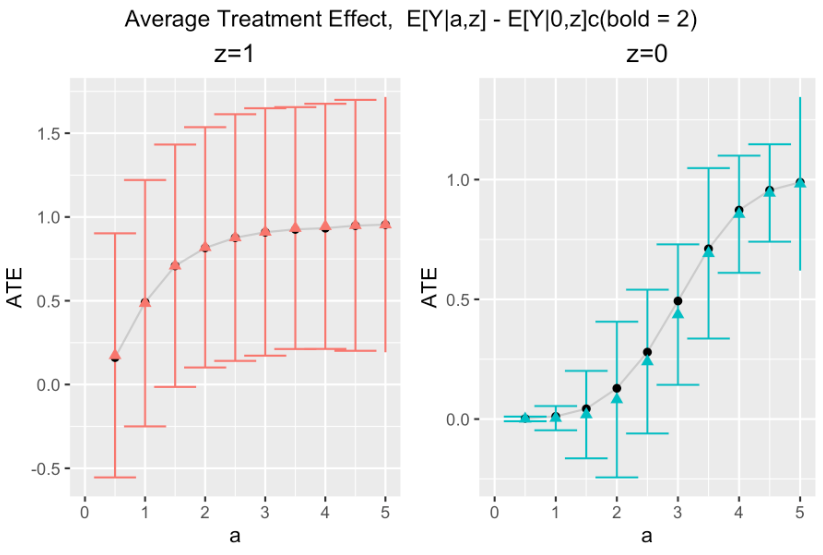 Average Treatment Effect,  E[Y|a,z] - E[Y|0,z]c(bold = 2)
z=1
z=0
ATE
1.5
1.0
0.5
0.0
-0.5
0 1 2 3 4 5
a
ATE
1.0
0.5
0.0
0 1 2 3 4 5
a